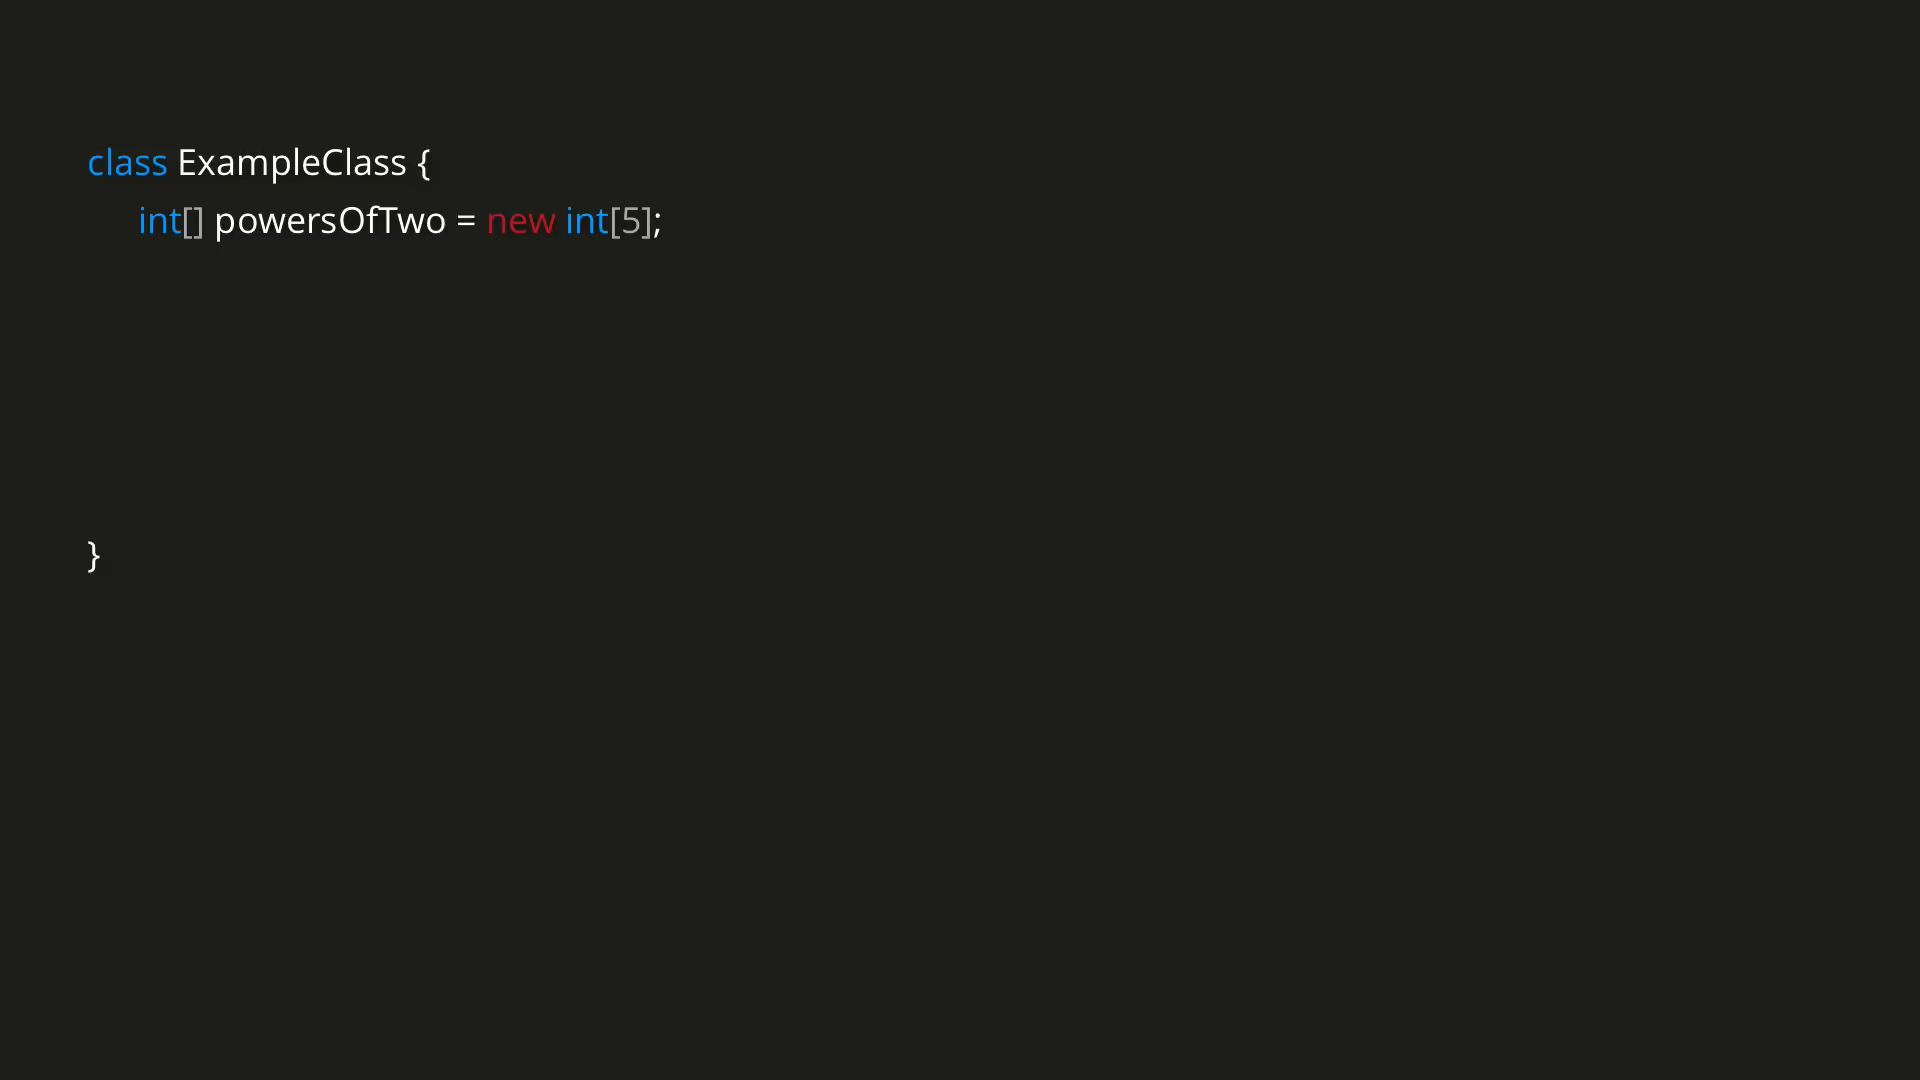 class ExampleClass {
int[] powersOfTwo = new int[5];
}